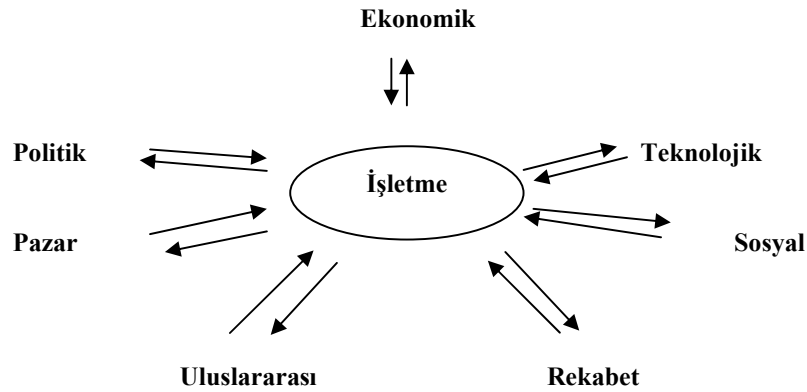 Ekonomik
Politik
Teknolojik
İşletme
Pazar
Sosyal
Uluslararası
Rekabet